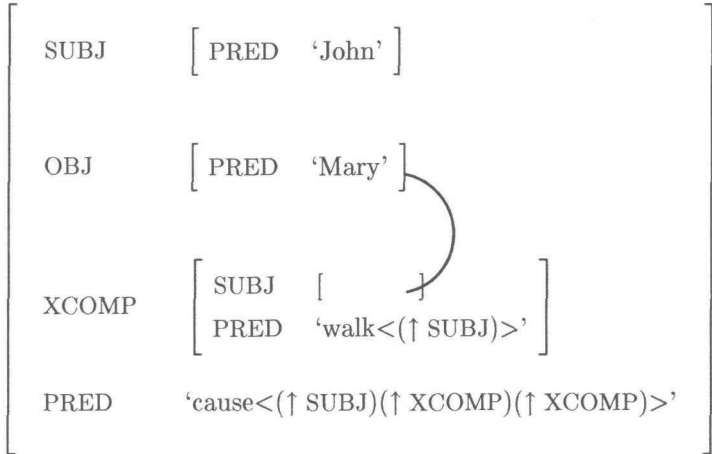 SUBJ [ PRED ‘John’ ]
OBJ [ PRED ‘Mary’ ]
SUBJ [ ]
XCOMP
PRED ‘walk<(↑ SUBJ)>’
PRED ‘cause<(↑ SUBJ)(↑ XCOMP)(↑ XCOMP)>’